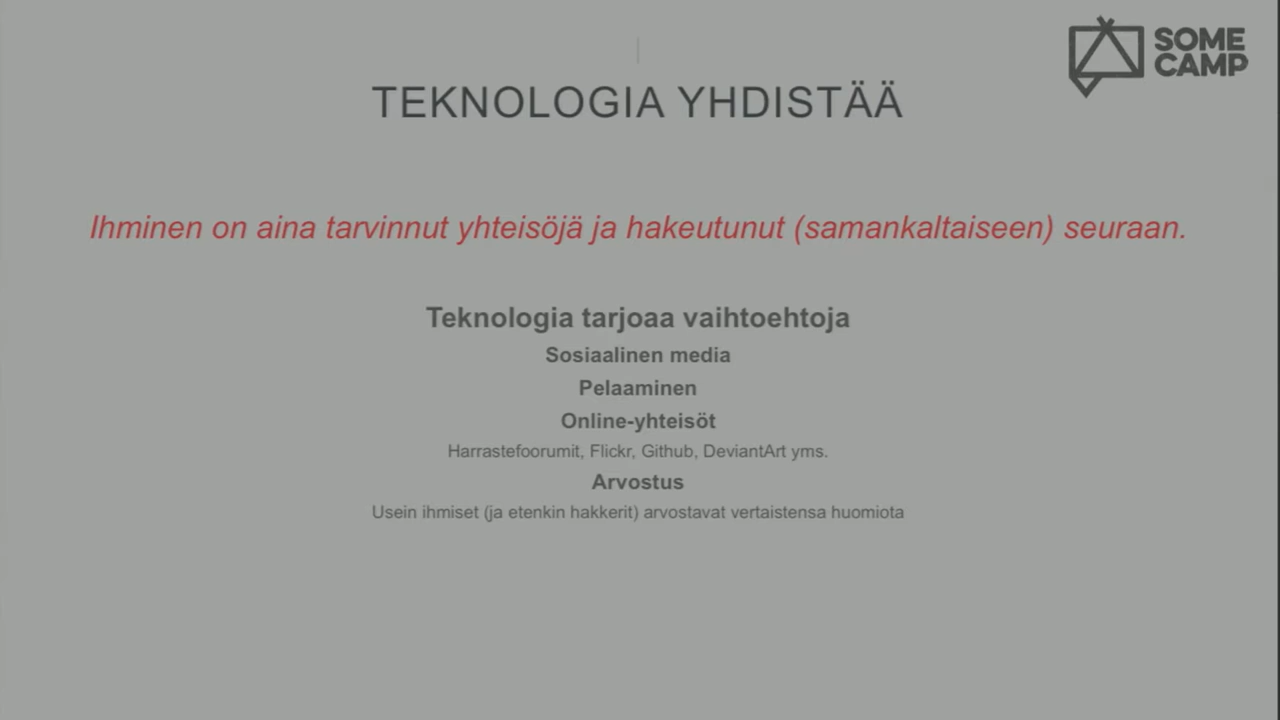 SOME
CAMP
TEKNOLOGIA YHDISTÄÄ
Ihminen on aina tarvinnut yhteisöjä ja hakeutunut (samankaltaiseen) seuraan.
Teknologia tarjoaa vaihtoehtoja
Sosiaalinen media
Pelaaminen
Online-yhteisöt
Harrastefoorumit, Flickr, Github, DeviantArt yms.
Arvostus
Usein ihmiset (ja etenkin hakkerit) arvostavat vertaistensa huomiota